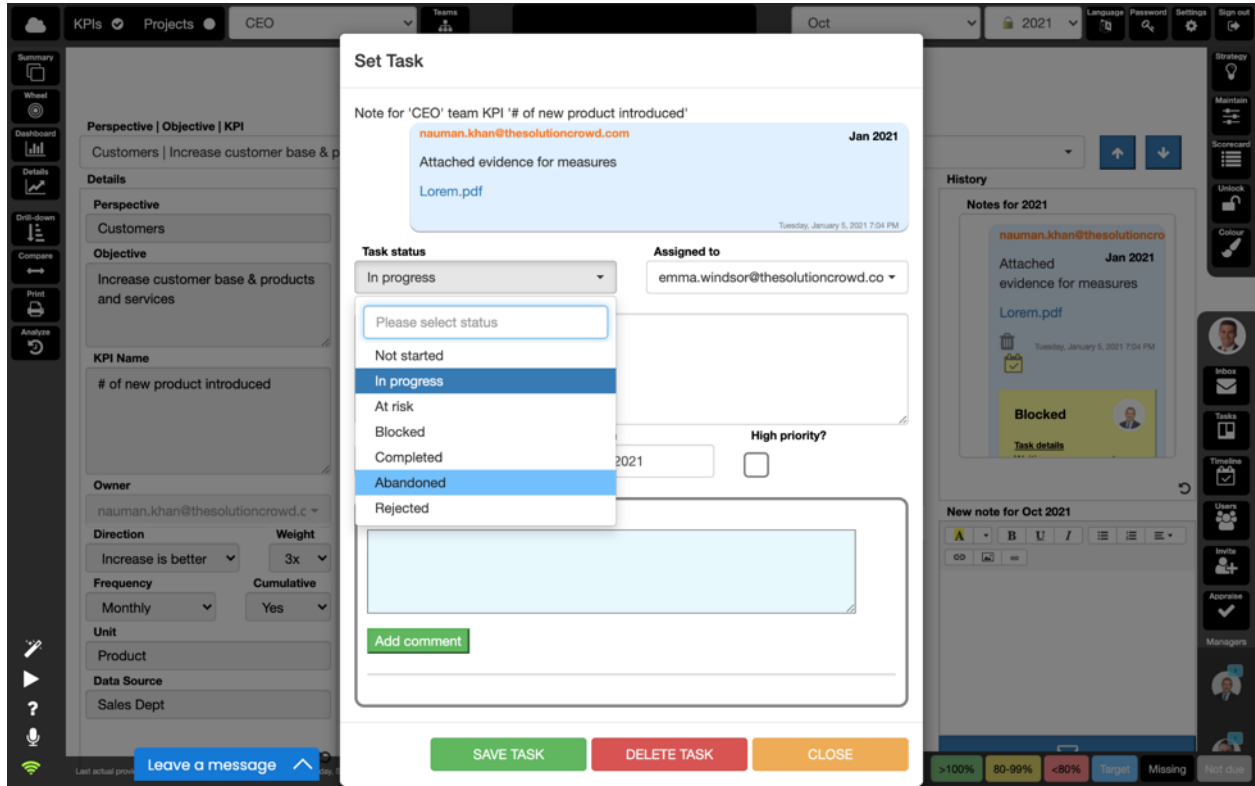 KPIs
Projects
CEO
Teams
Oct
2021
Language
Password
Settings
Sign out
Summary
Wheel
Dashboard
Details
Drill-down
Compare
Print
Analyze
Perspective | Objective | KPI
Customers | Increase customer base & p
Details
Perspective
Customers
Objective
Increase customer base & products
and services
KPI Name
# of new product introduced
Owner
nauman.khan@thesolutioncrowd.c
Direction
Weight
Increase is better
3x
Frequency
Cumulative
Monthly
Yes
Unit
Product
Data Source
Sales Dept
Last actual provi
day,
Leave a message
Set Task
Note for 'CEO' team KPI '# of new product introduced'
nauman.khan@thesolutioncrowd.com
Jan 2021
Attached evidence for measures
Lorem.pdf
Tuesday, January 5, 2021 7:04 PM
Task status
Assigned to
In progress
emma.windsor@thesolutioncrowd.co
Please select status
Not started
In progress
At risk
Blocked
Completed
Abandoned
Rejected
2021
High priority?
Add comment
SAVE TASK
DELETE TASK
CLOSE
History
Notes for 2021
nauman.khan@thesolutioncro
Attached
Jan 2021
evidence for measures
Lorem.pdf
Tuesday, January 5, 2021 7:04 PM
Blocked
Task details
New note for Oct 2021
A
B
U
I
>100%
80-99%
<80%
Target
Missing
Not due
Strategy
Maintain
Scorecard
Unlock
Colour
Inbox
Tasks
Timeline
Users
Invite
Appraise
Managers